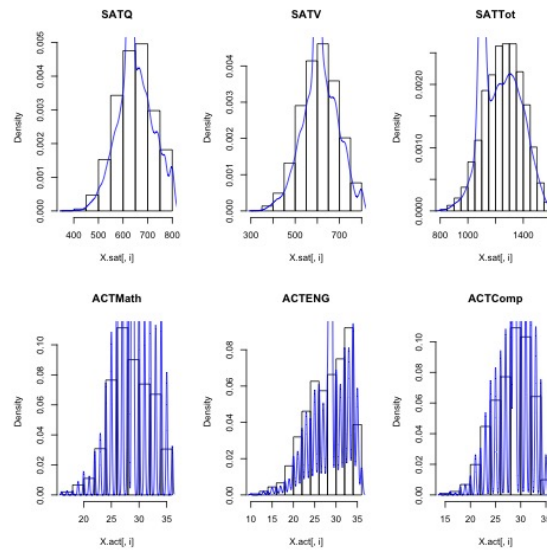 SATQ
SATV
SATTot
Density
0.000 0.001 0.002 0.003 0.004 0.005
400 500 600 700 800
X.sat[, i]
Density
0.000 0.001 0.002 0.003 0.004
300 500 700
X.sat[, i]
Density
0.0000 0.0010 0.0020
800 1000 1400
X.sat[, i]
ACTMath
ACTENG
ACTComp
Density
0.00 0.02 0.04 0.06 0.08 0.10
20 25 30 35
X.act[, i]
Density
0.00 0.02 0.04 0.06 0.08
10 15 20 25 30 35
X.act[, i]
Density
0.00 0.02 0.04 0.06 0.08 0.10
15 20 25 30 35
X.act[, i]